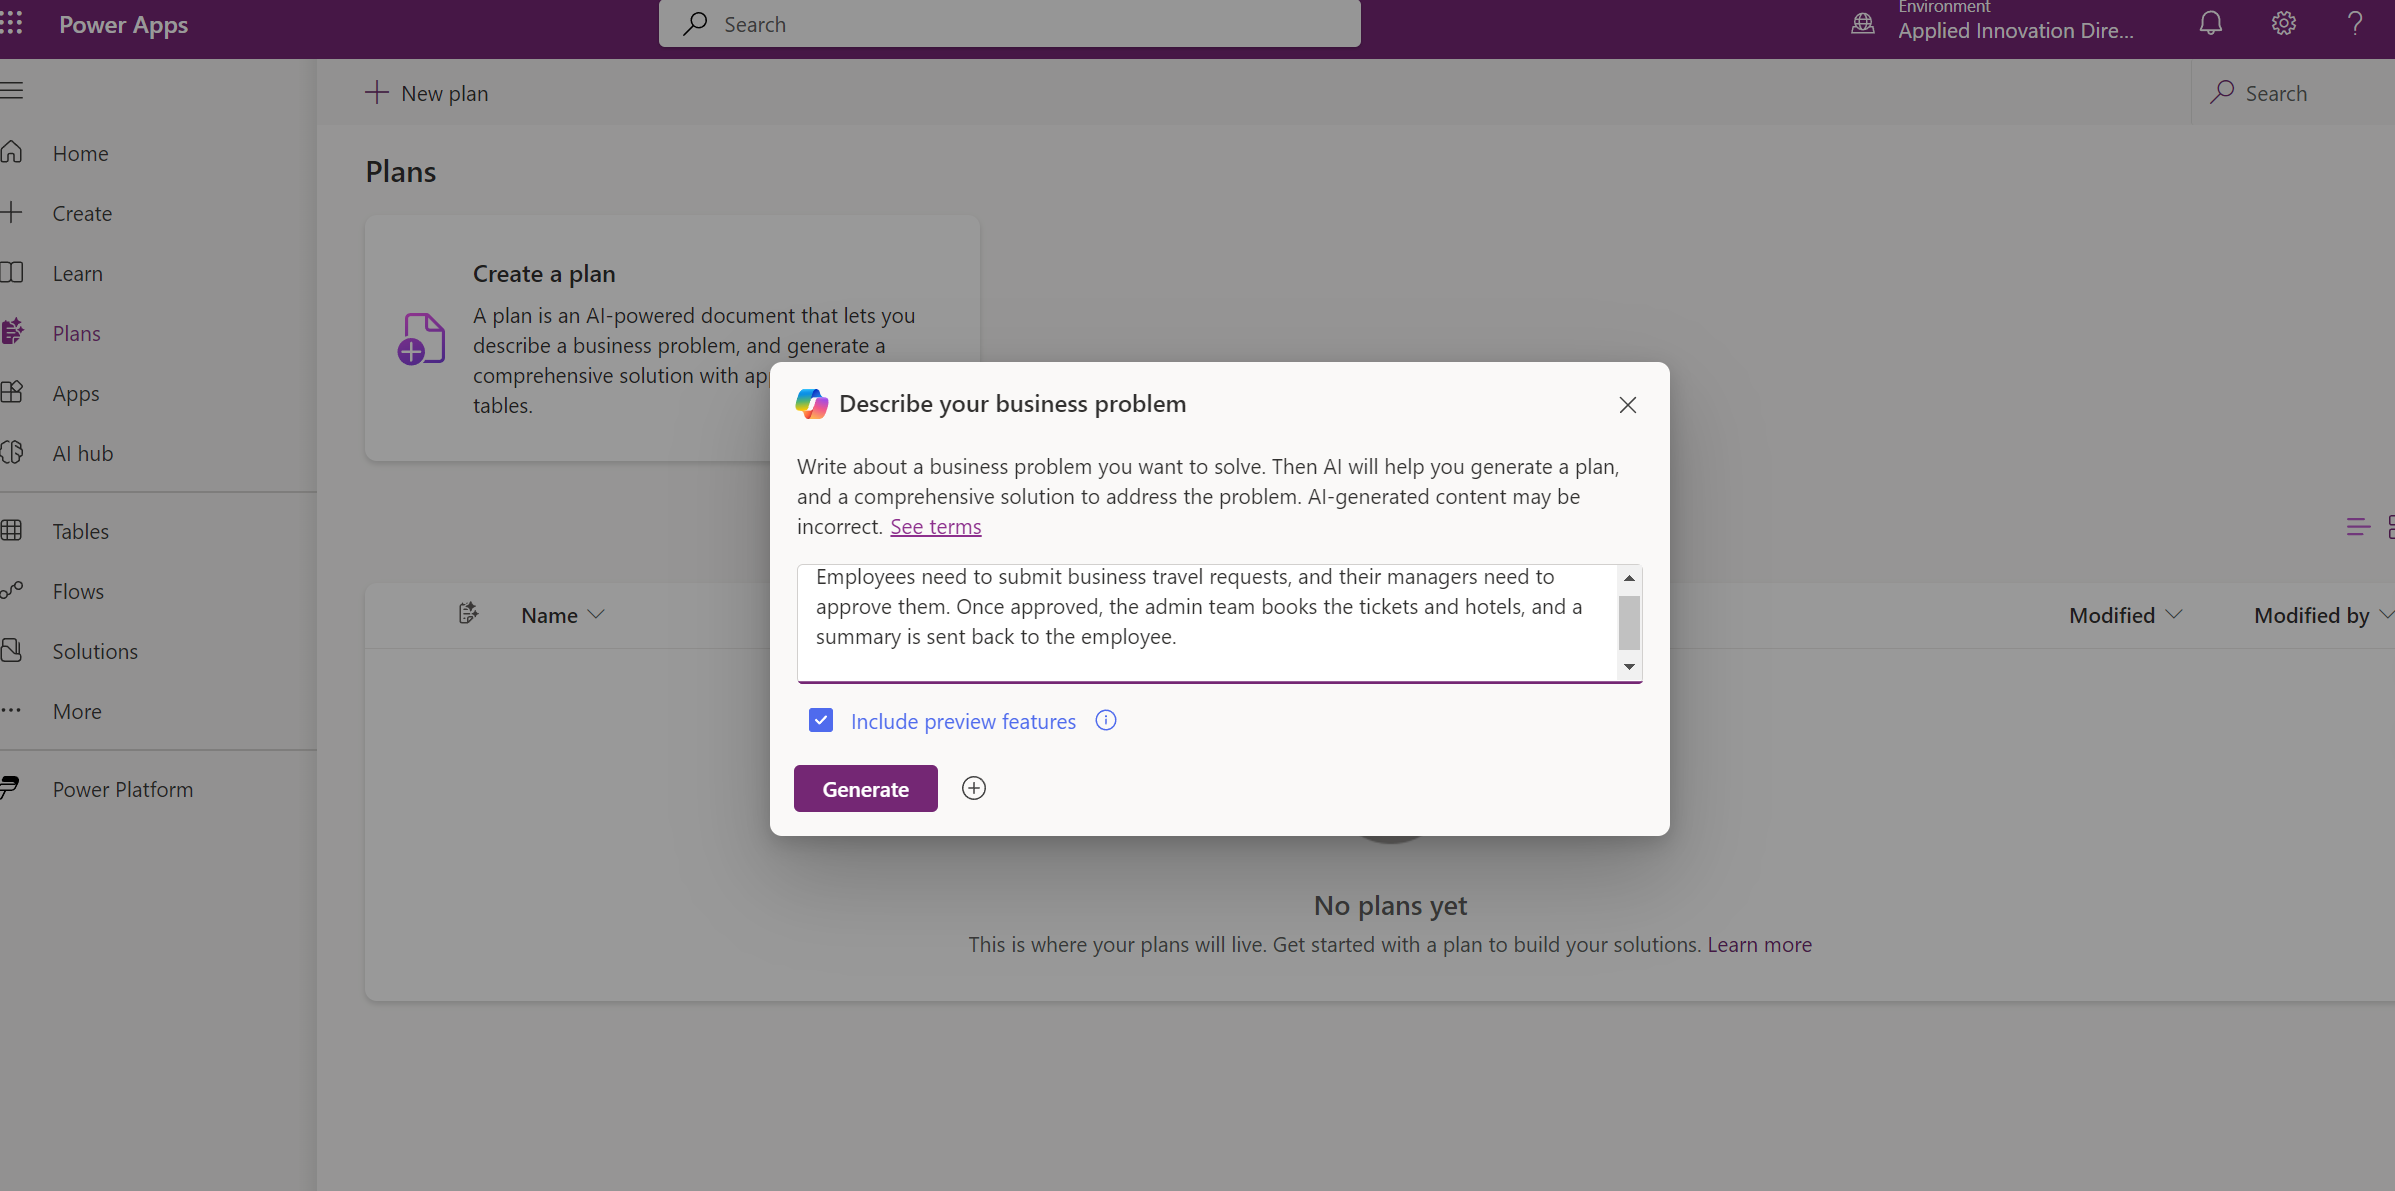 Power Apps
Search
Environment
Applied Innovation Dire...
?
New plan
Search
Home
Create
Learn
Plans
Apps
AI hub
Tables
Flows
Solutions
More
Power Platform
Plans
Create a plan
A plan is an AI-powered document that lets you
describe a business problem, and generate a
comprehensive solution with ap
tables.
Describe your business problem
Write about a business problem you want to solve. Then AI will help you generate a plan,
and a comprehensive solution to address the problem. AI-generated content may be
incorrect. See terms
Employees need to submit business travel requests, and their managers need to
approve them. Once approved, the admin team books the tickets and hotels, and a
summary is sent back to the employee.
Include preview features
Generate
Name
Modified
Modified by
No plans yet
This is where your plans will live. Get started with a plan to build your solutions. Learn more